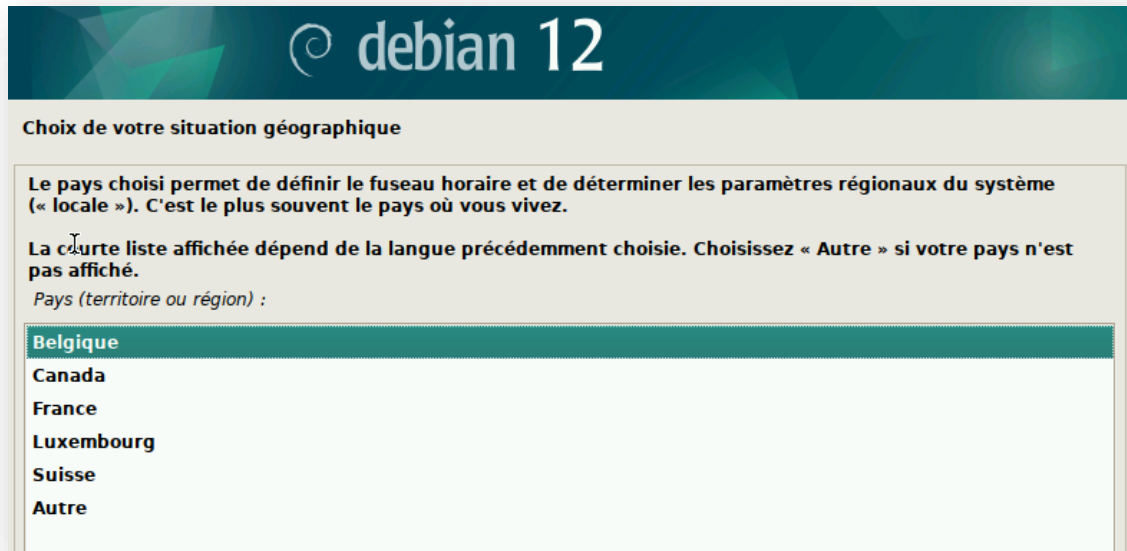 debian 12
Choix de votre situation géographique
Le pays choisi permet de définir le fuseau horaire et de déterminer les paramètres régionaux du système
(« locale »). C'est le plus souvent le pays où vous vivez.
La courte liste affichée dépend de la langue précédemment choisie. Choisissez « Autre » si votre pays n'est
pas affiché.
Pays (territoire ou région) :
Belgique
Canada
France
Luxembourg
Suisse
Autre